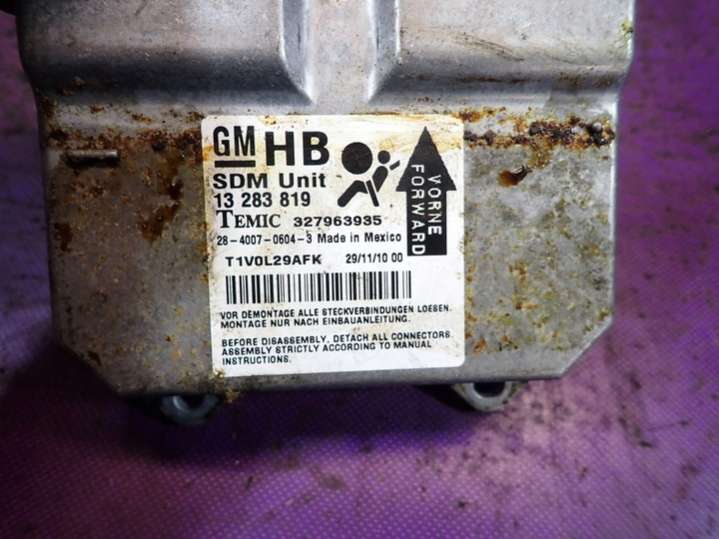 GM HB
SDM Unit
13 283 819
TEMIC 327963935
28-4007-0604-3 Made in Mexico
T1V0L29AFK 29/11/10 00
VORNE
FORWARD
VOR DEMONTAGE ALLE STECKVERBINDUNGEN LOESEN.
MONTAGE NUR NACH EINBAUANLEITUNG.
BEFORE DISASSEMBLY, DETACH ALL CONNECTORS.
ASSEMBLY STRICTLY ACCORDING TO MANUAL
INSTRUCTIONS.